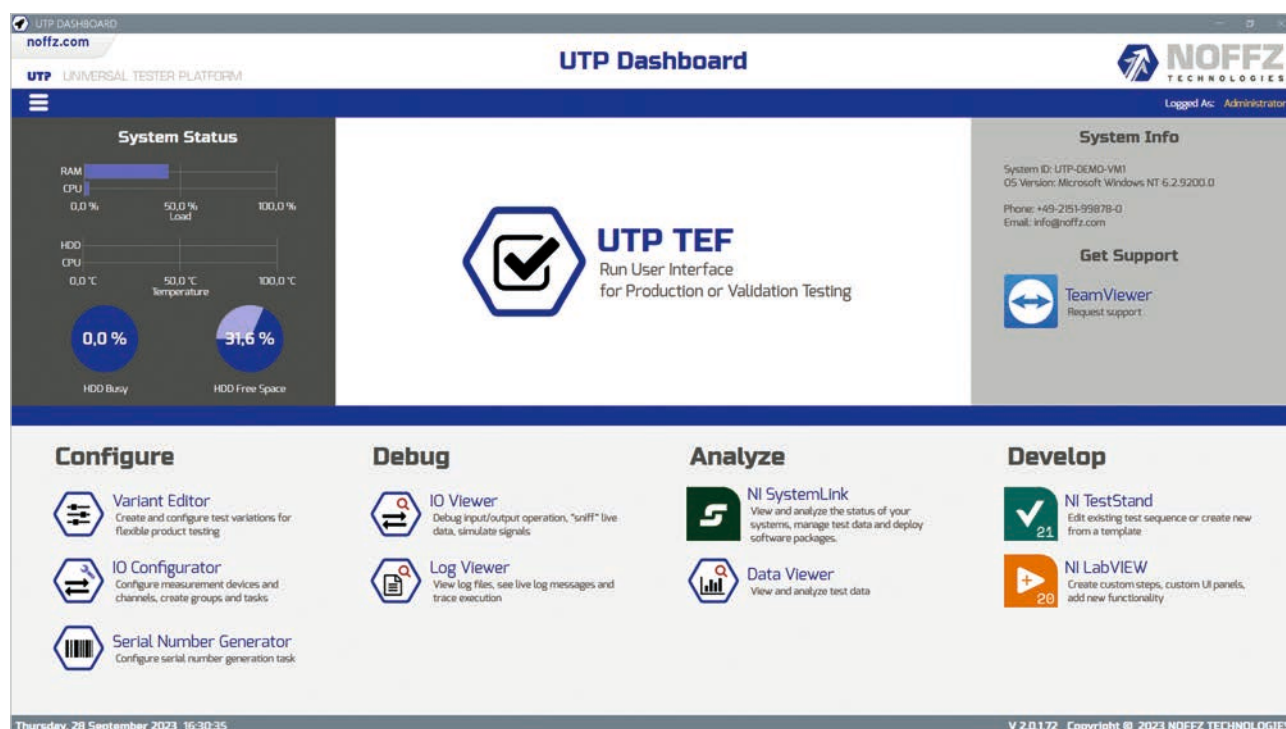 UTP DASHBOARD
noffz.com
UTP UNIVERSAL TESTER PLATFORM
UTP Dashboard
NOFFZ
TECHNOLOGIES
Logged As: Administrator
System Status
RAM
CPU
0,0 % 50,0 % 100,0 %
Load
HDD
CPU
0,0 °C 50,0 °C 100,0 °C
Temperature
0,0 % 31,6 %
HDD Busy HDD Free Space
UTP TEF
Run User Interface
for Production or Validation Testing
System Info
System ID: UTP-DEMO-VM1
OS Version: Microsoft Windows NT 6.2.9200.0
Phone: +49-2151-99878-0
Email: info@noffz.com
Get Support
TeamViewer
Request support
Configure
Variant Editor
Create and configure test variations for
flexible product testing
IO Configurator
Configure measurement devices and
channels, create groups and tasks
Serial Number Generator
Configure serial number generation task
Debug
IO Viewer
Debug input/output operation, "sniff" live
data, simulate signals
Log Viewer
View log files, see live log messages and
trace execution
Analyze
NI SystemLink
View and analyze the status of your
systems, manage test data and deploy
software packages.
Data Viewer
View and analyze test data
Develop
21
NI TestStand
Edit existing test sequence or create new
from a template
20
NI LabVIEW
Create custom steps, custom UI panels,
add new functionality
Thursday, 28 September 2023 16:30:35
V 2.0.1.72 Copyright © 2023 NOFFZ TECHNOLOGIES